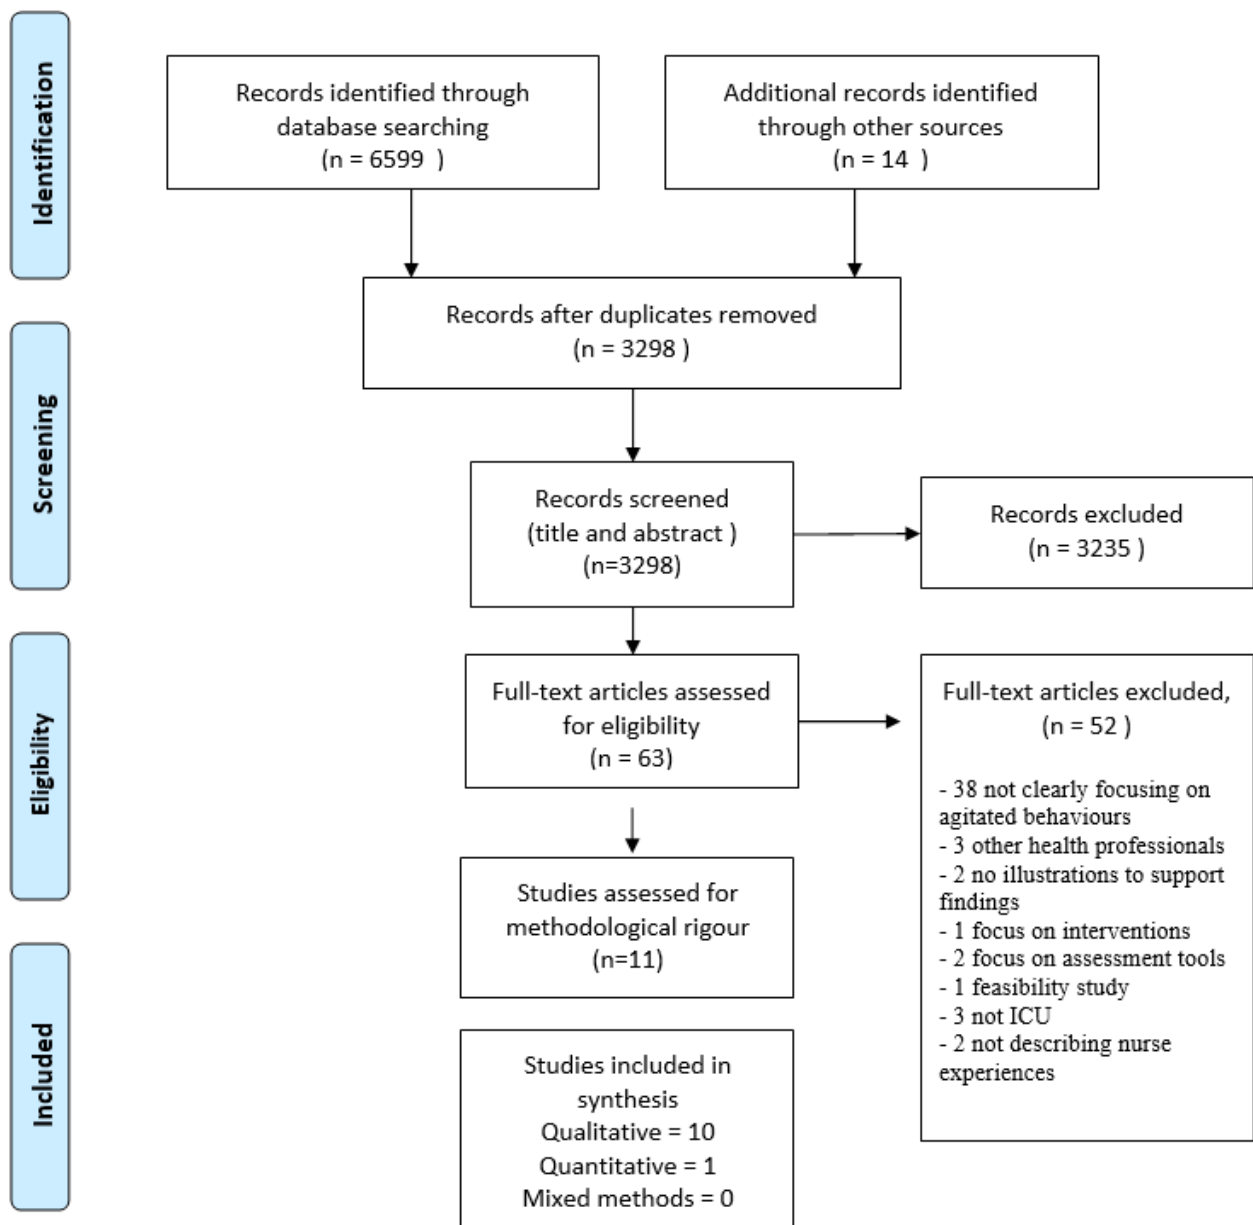 Identification
Records identified through
database searching
(n = 6599 )
Additional records identified
through other sources
(n = 14 )
Records after duplicates removed
(n = 3298 )
Screening
Records screened
(title and abstract )
(n=3298)
Records excluded
(n = 3235 )
Eligibility
Full-text articles assessed
for eligibility
(n = 63)
Full-text articles excluded,
(n = 52 )
- 38 not clearly focusing on
agitated behaviours
- 3 other health professionals
- 2 no illustrations to support
findings
- 1 focus on interventions
- 2 focus on assessment tools
- 1 feasibility study
- 3 not ICU
- 2 not describing nurse
experiences
Studies assessed for
methodological rigour
(n=11)
Included
Studies included in
synthesis
Qualitative = 10
Quantitative = 1
Mixed methods = 0